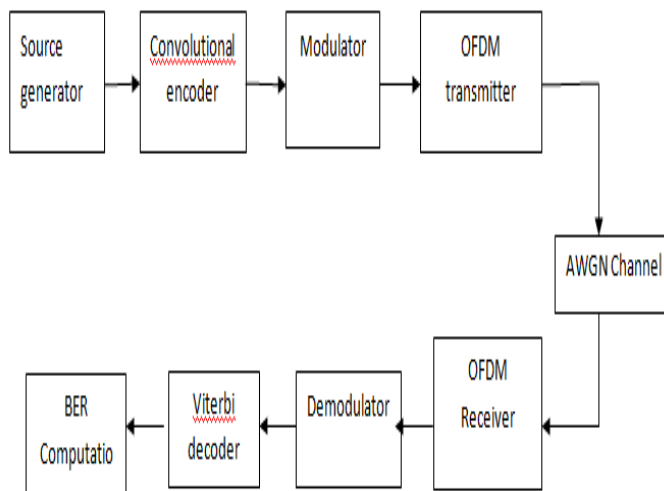 Source
generator
Convolutional
encoder
Modulator
OFDM
transmitter
AWGN Channel
OFDM
Receiver
Demodulator
Viterbi
decoder
BER
Computatio